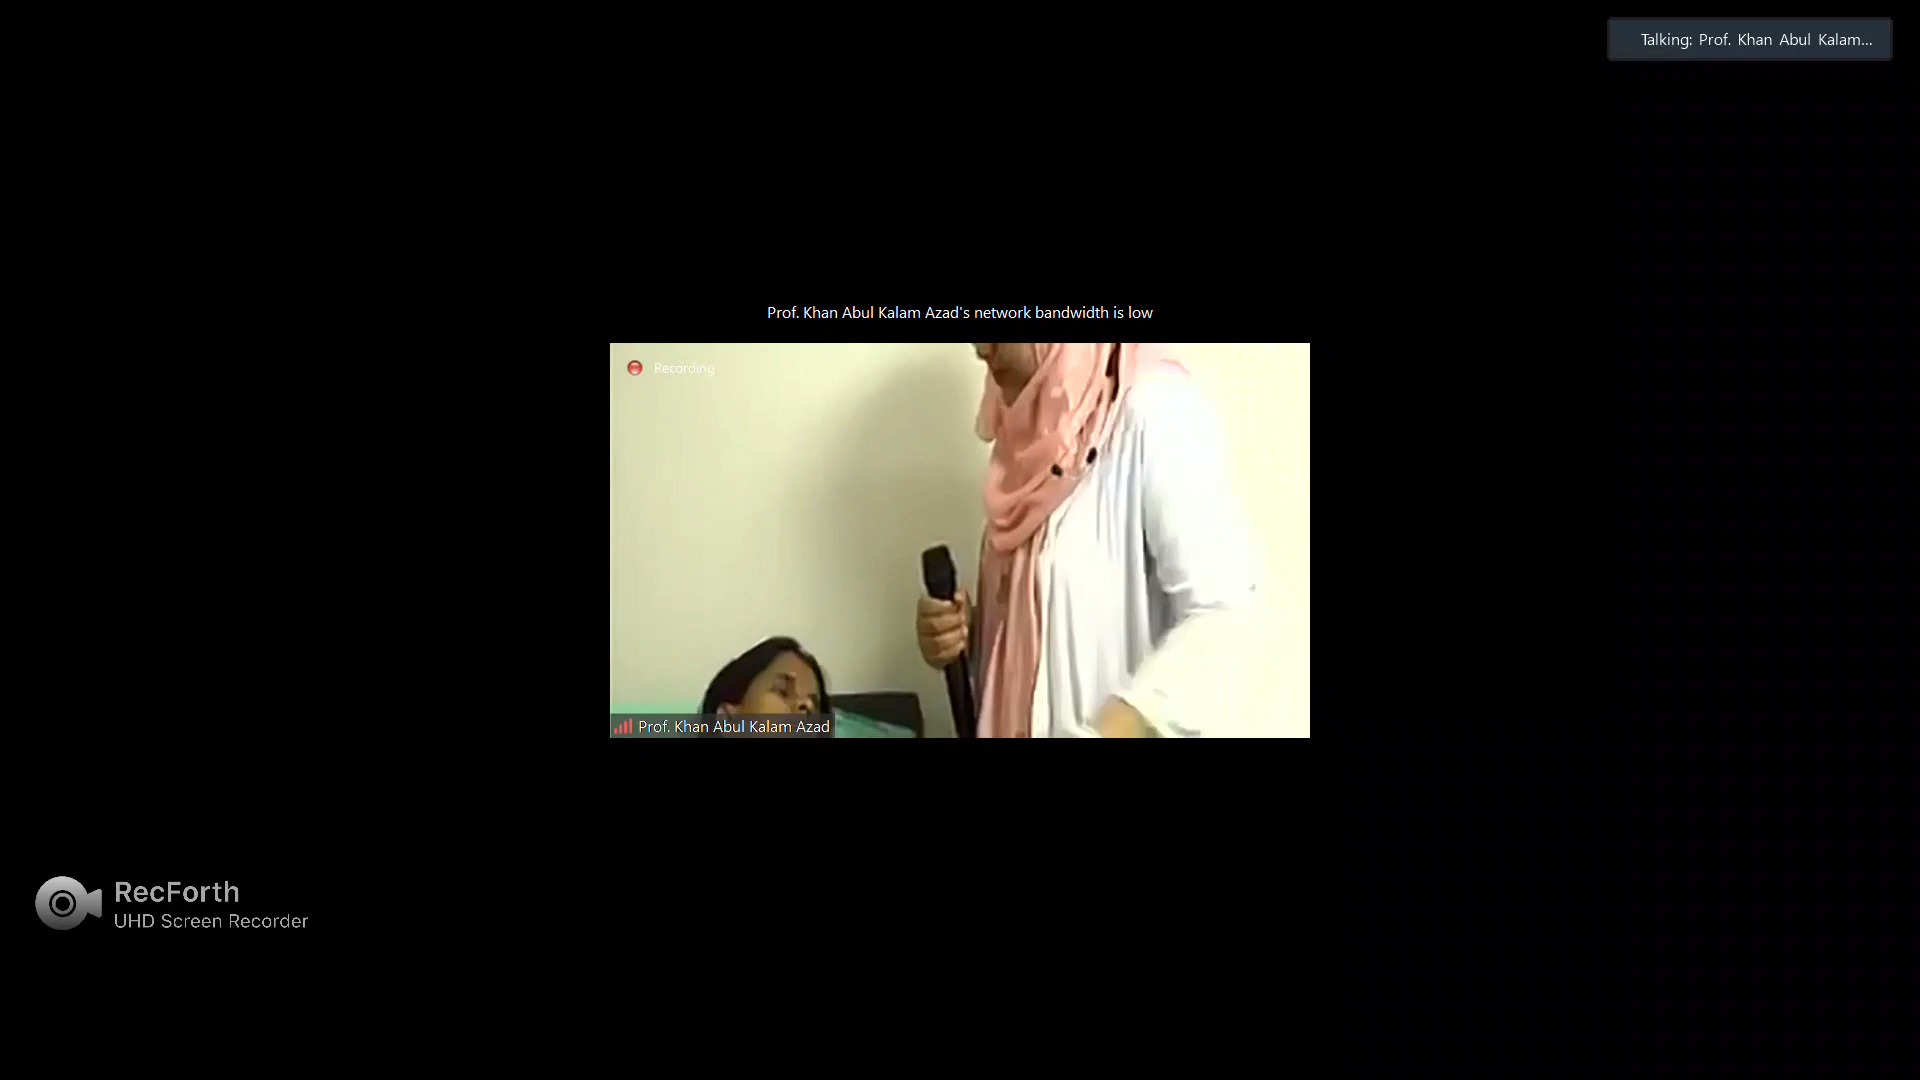 Talking: Prof. Khan Abul Kalam...
Prof. Khan Abul Kalam Azad's network bandwidth is low
Recording
Prof. Khan Abul Kalam Azad
RecForth
UHD Screen Recorder